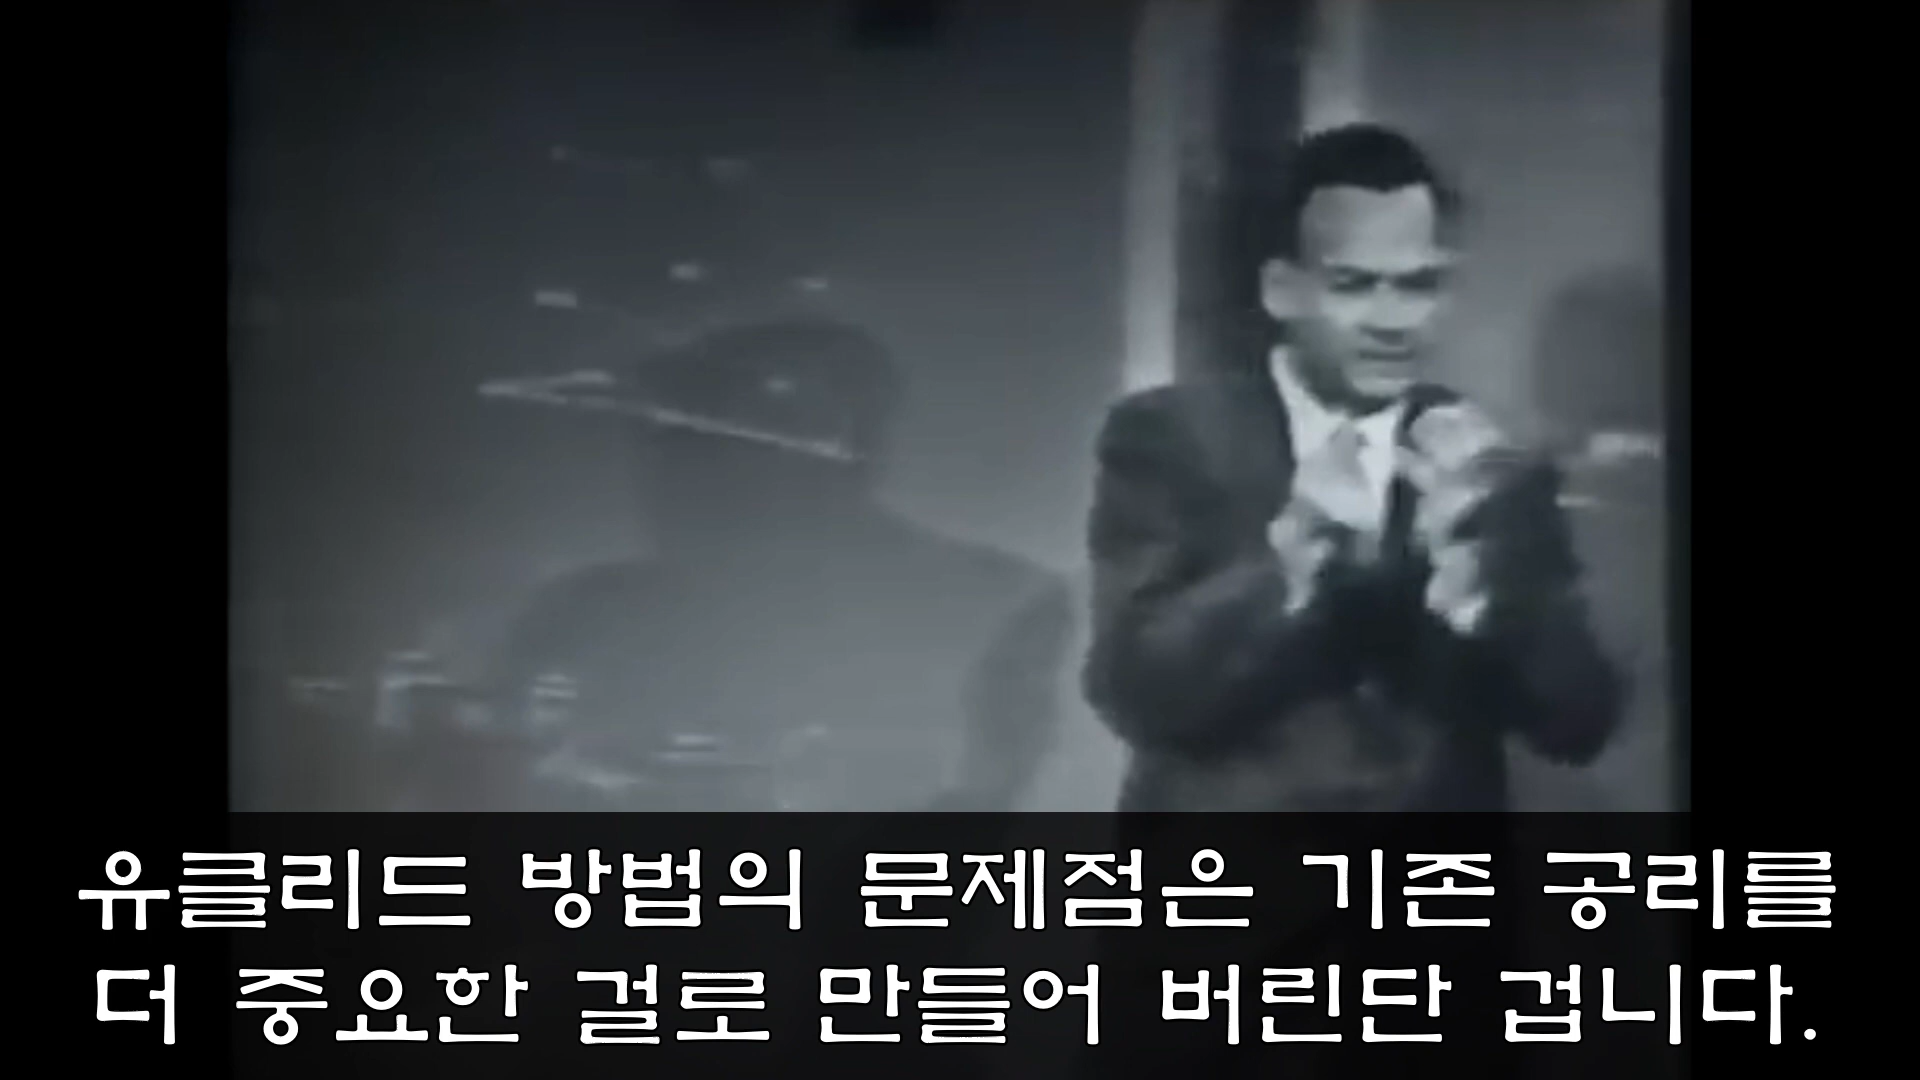 유클리드 방법의 문제점은 기존 공리를
더 중요한 걸로 만들어 버린단 겁니다.